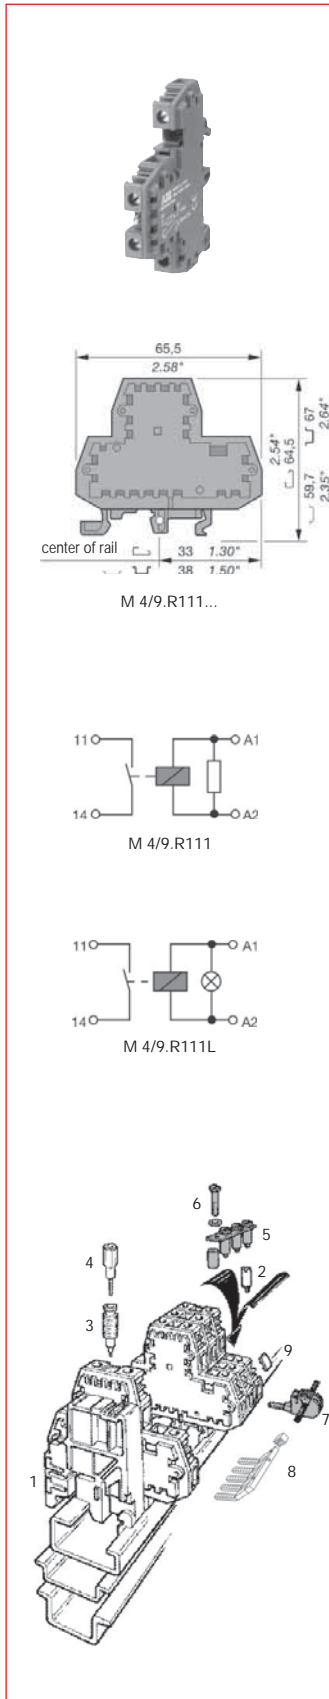 65,5
2.58"
2.54"
64,5
67
2.64"
59,7
2.35"
center of rail
33 1.30"
38 1.50"
M 4/9.R111...
11
A1
14
A2
M 4/9.R111
11
A1
14
A2
M 4/9.R111L
6
5
4
2
3
9
7
1
8